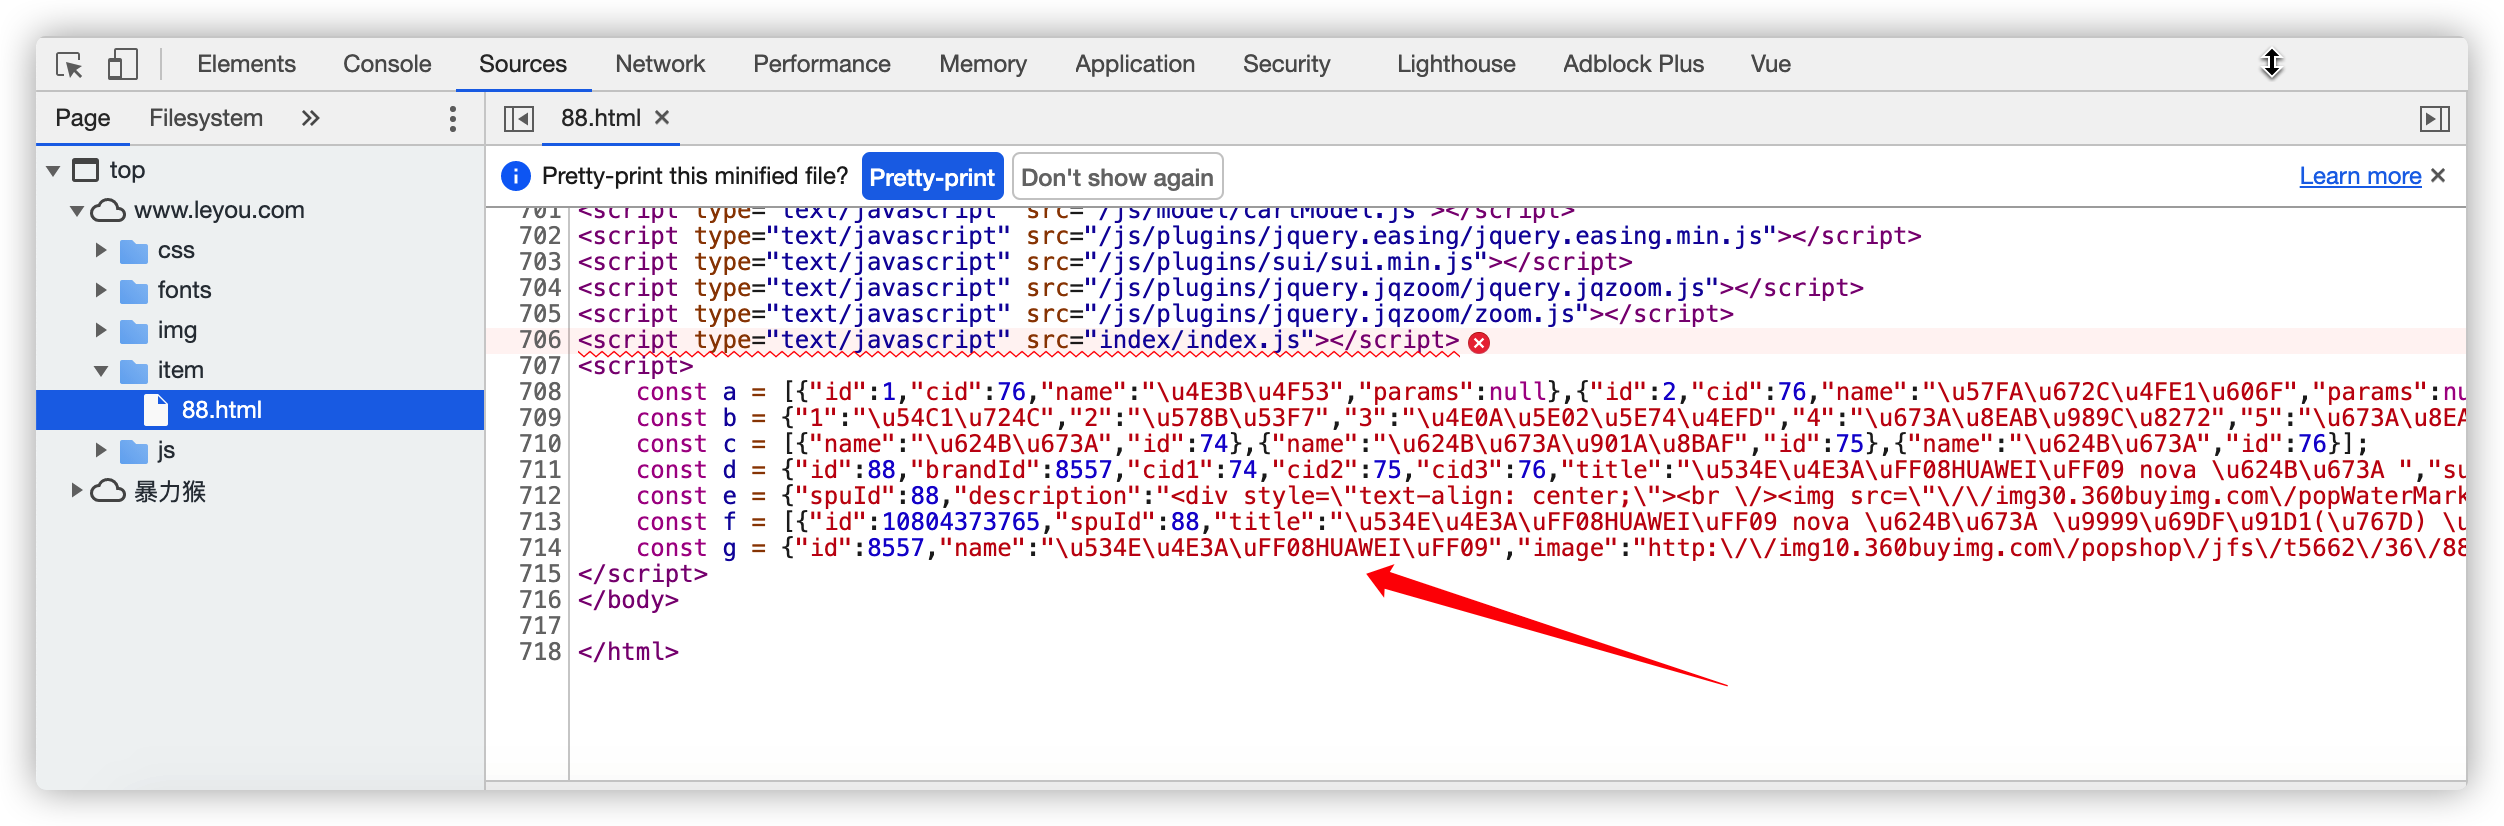 Elements Console Sources Network Performance Memory Application Security Lighthouse Adblock Plus Vue
Page Filesystem » 88.html ×
Pretty-print this minified file? Pretty-print Don't show again Learn more ×
top
www.leyou.com
css
fonts
img
item
88.html
js
暴力猴
701 <script type="text/javascript" src="/js/model/cartModel.js"></script>
702 <script type="text/javascript" src="/js/plugins/jquery.easing/jquery.easing.min.js"></script>
703 <script type="text/javascript" src="/js/plugins/sui/sui.min.js"></script>
704 <script type="text/javascript" src="/js/plugins/jquery.jqzoom/jquery.jqzoom.js"></script>
705 <script type="text/javascript" src="/js/plugins/jquery.jqzoom/zoom.js"></script>
706 <script type="text/javascript" src="index/index.js"></script>
707 <script>
708 const a = [{"id":1,"cid":76,"name":"\u4E3B\u4F53","params":null},{"id":2,"cid":76,"name":"\u57FA\u672C\u4FE1\u606F","params":nu
709 const b = {"1":"\u54C1\u724C","2":"\u578B\u53F7","3":"\u4E0A\u5E02\u5E74\u4EFD","4":"\u673A\u8EAB\u989C\u8272","5":"\u673A\u8EA
710 const c = [{"name":"\u624B\u673A","id":74},{"name":"\u624B\u673A\u901A\u8BAF","id":75},{"name":"\u624B\u673A","id":76}];
711 const d = {"id":88,"brandId":8557,"cid1":74,"cid2":75,"cid3":76,"title":"\u534E\u4E3A\uFF08HUAWEI\uFF09 nova \u624B\u673A ","su
712 const e = {"spuId":88,"description":"<div style=\"text-align: center;\"><br \/><img src=\"\/\/img30.360buyimg.com\/popWaterMark
713 const f = [{"id":10804373765,"spuId":88,"title":"\u534E\u4E3A\uFF08HUAWEI\uFF09 nova \u624B\u673A \u9999\u69DF\u91D1(\u767D) \u
714 const g = {"id":8557,"name":"\u534E\u4E3A\uFF08HUAWEI\uFF09","image":"http:\/\/img10.360buyimg.com\/popshop\/jfs\/t5662\/36\/88
715 </script>
716 </body>
717
718 </html>